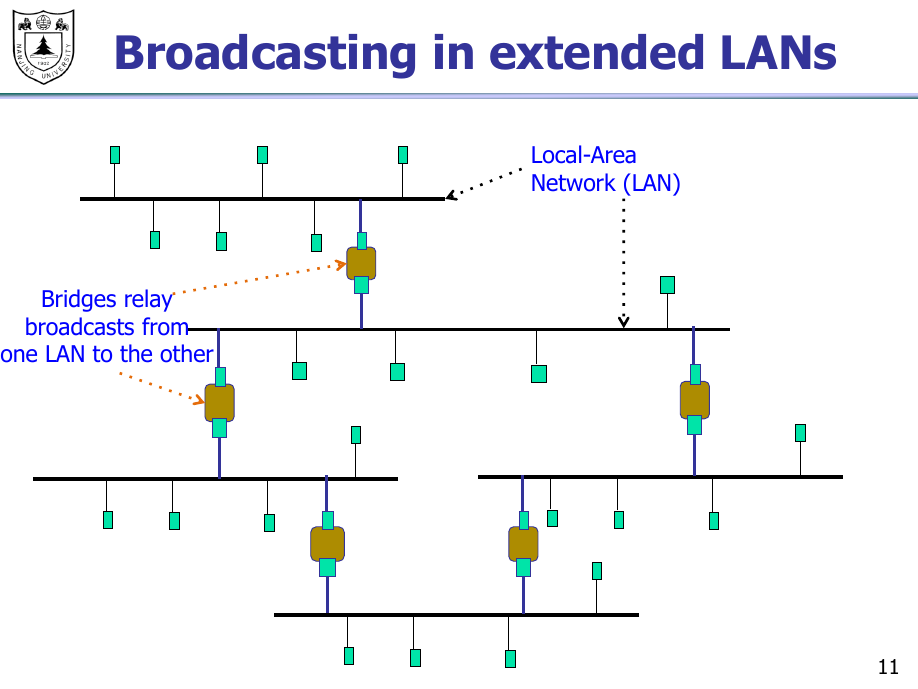 NANJING UNIVERSITY
1902
Broadcasting in extended LANs
Local-Area
Network (LAN)
Bridges relay
broadcasts from
one LAN to the other
11